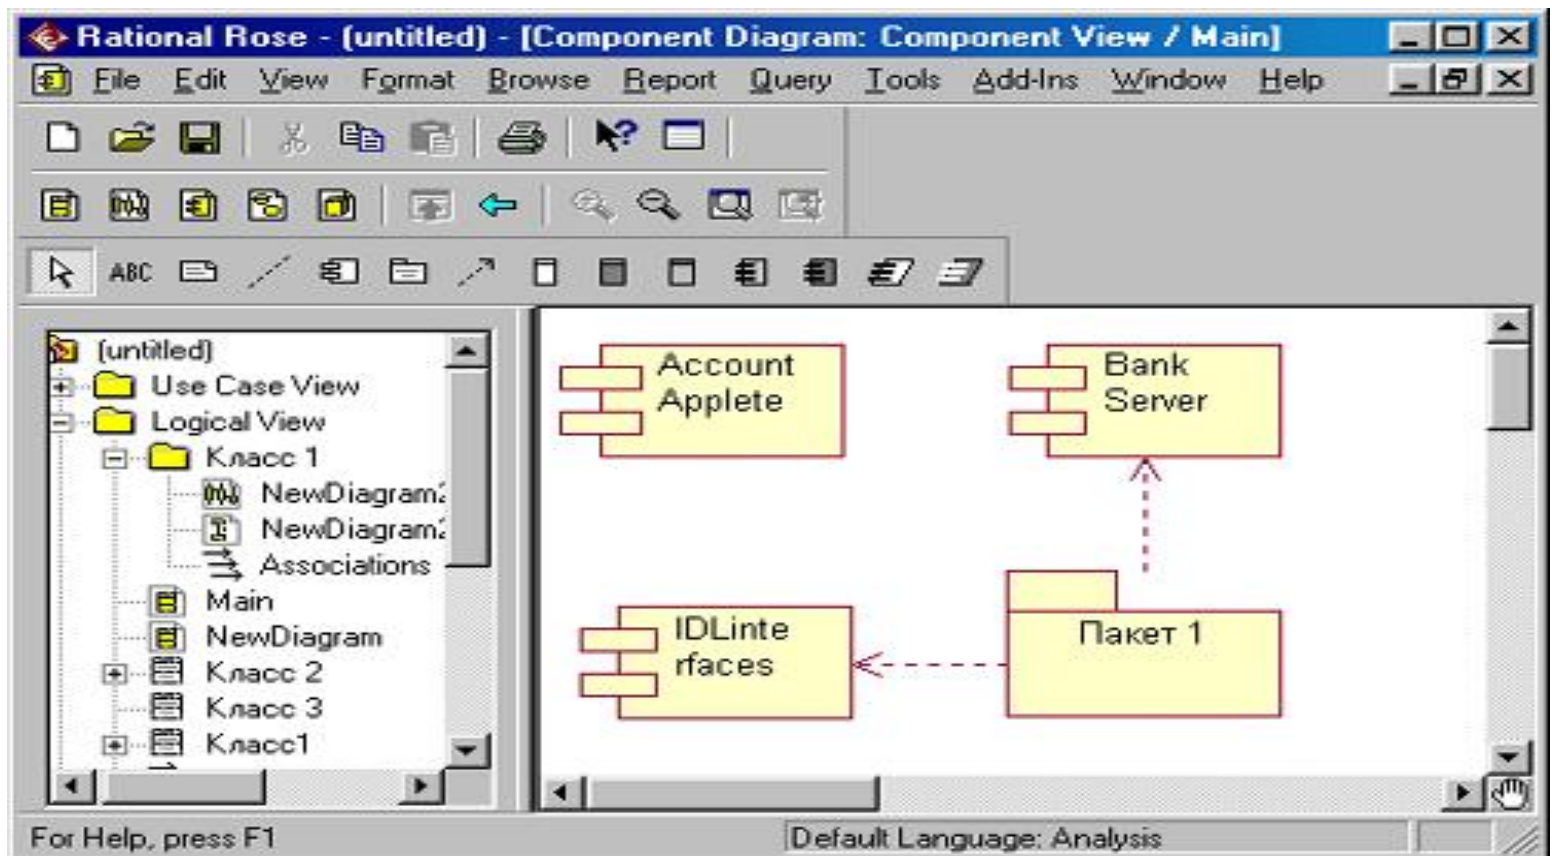 Rational Rose - (untitled) - [Component Diagram: Component View / Main]
File Edit View Format Browse Report Query Tools Add-Ins Window Help
ABC
(untitled)
Use Case View
Logical View
Класс 1
NewDiagram2
NewDiagram2
Associations
Main
NewDiagram
Класс 2
Класс 3
Класс1
Account
Applete
Bank
Server
IDLinte
rfaces
Пакет 1
For Help, press F1
Default Language: Analysis